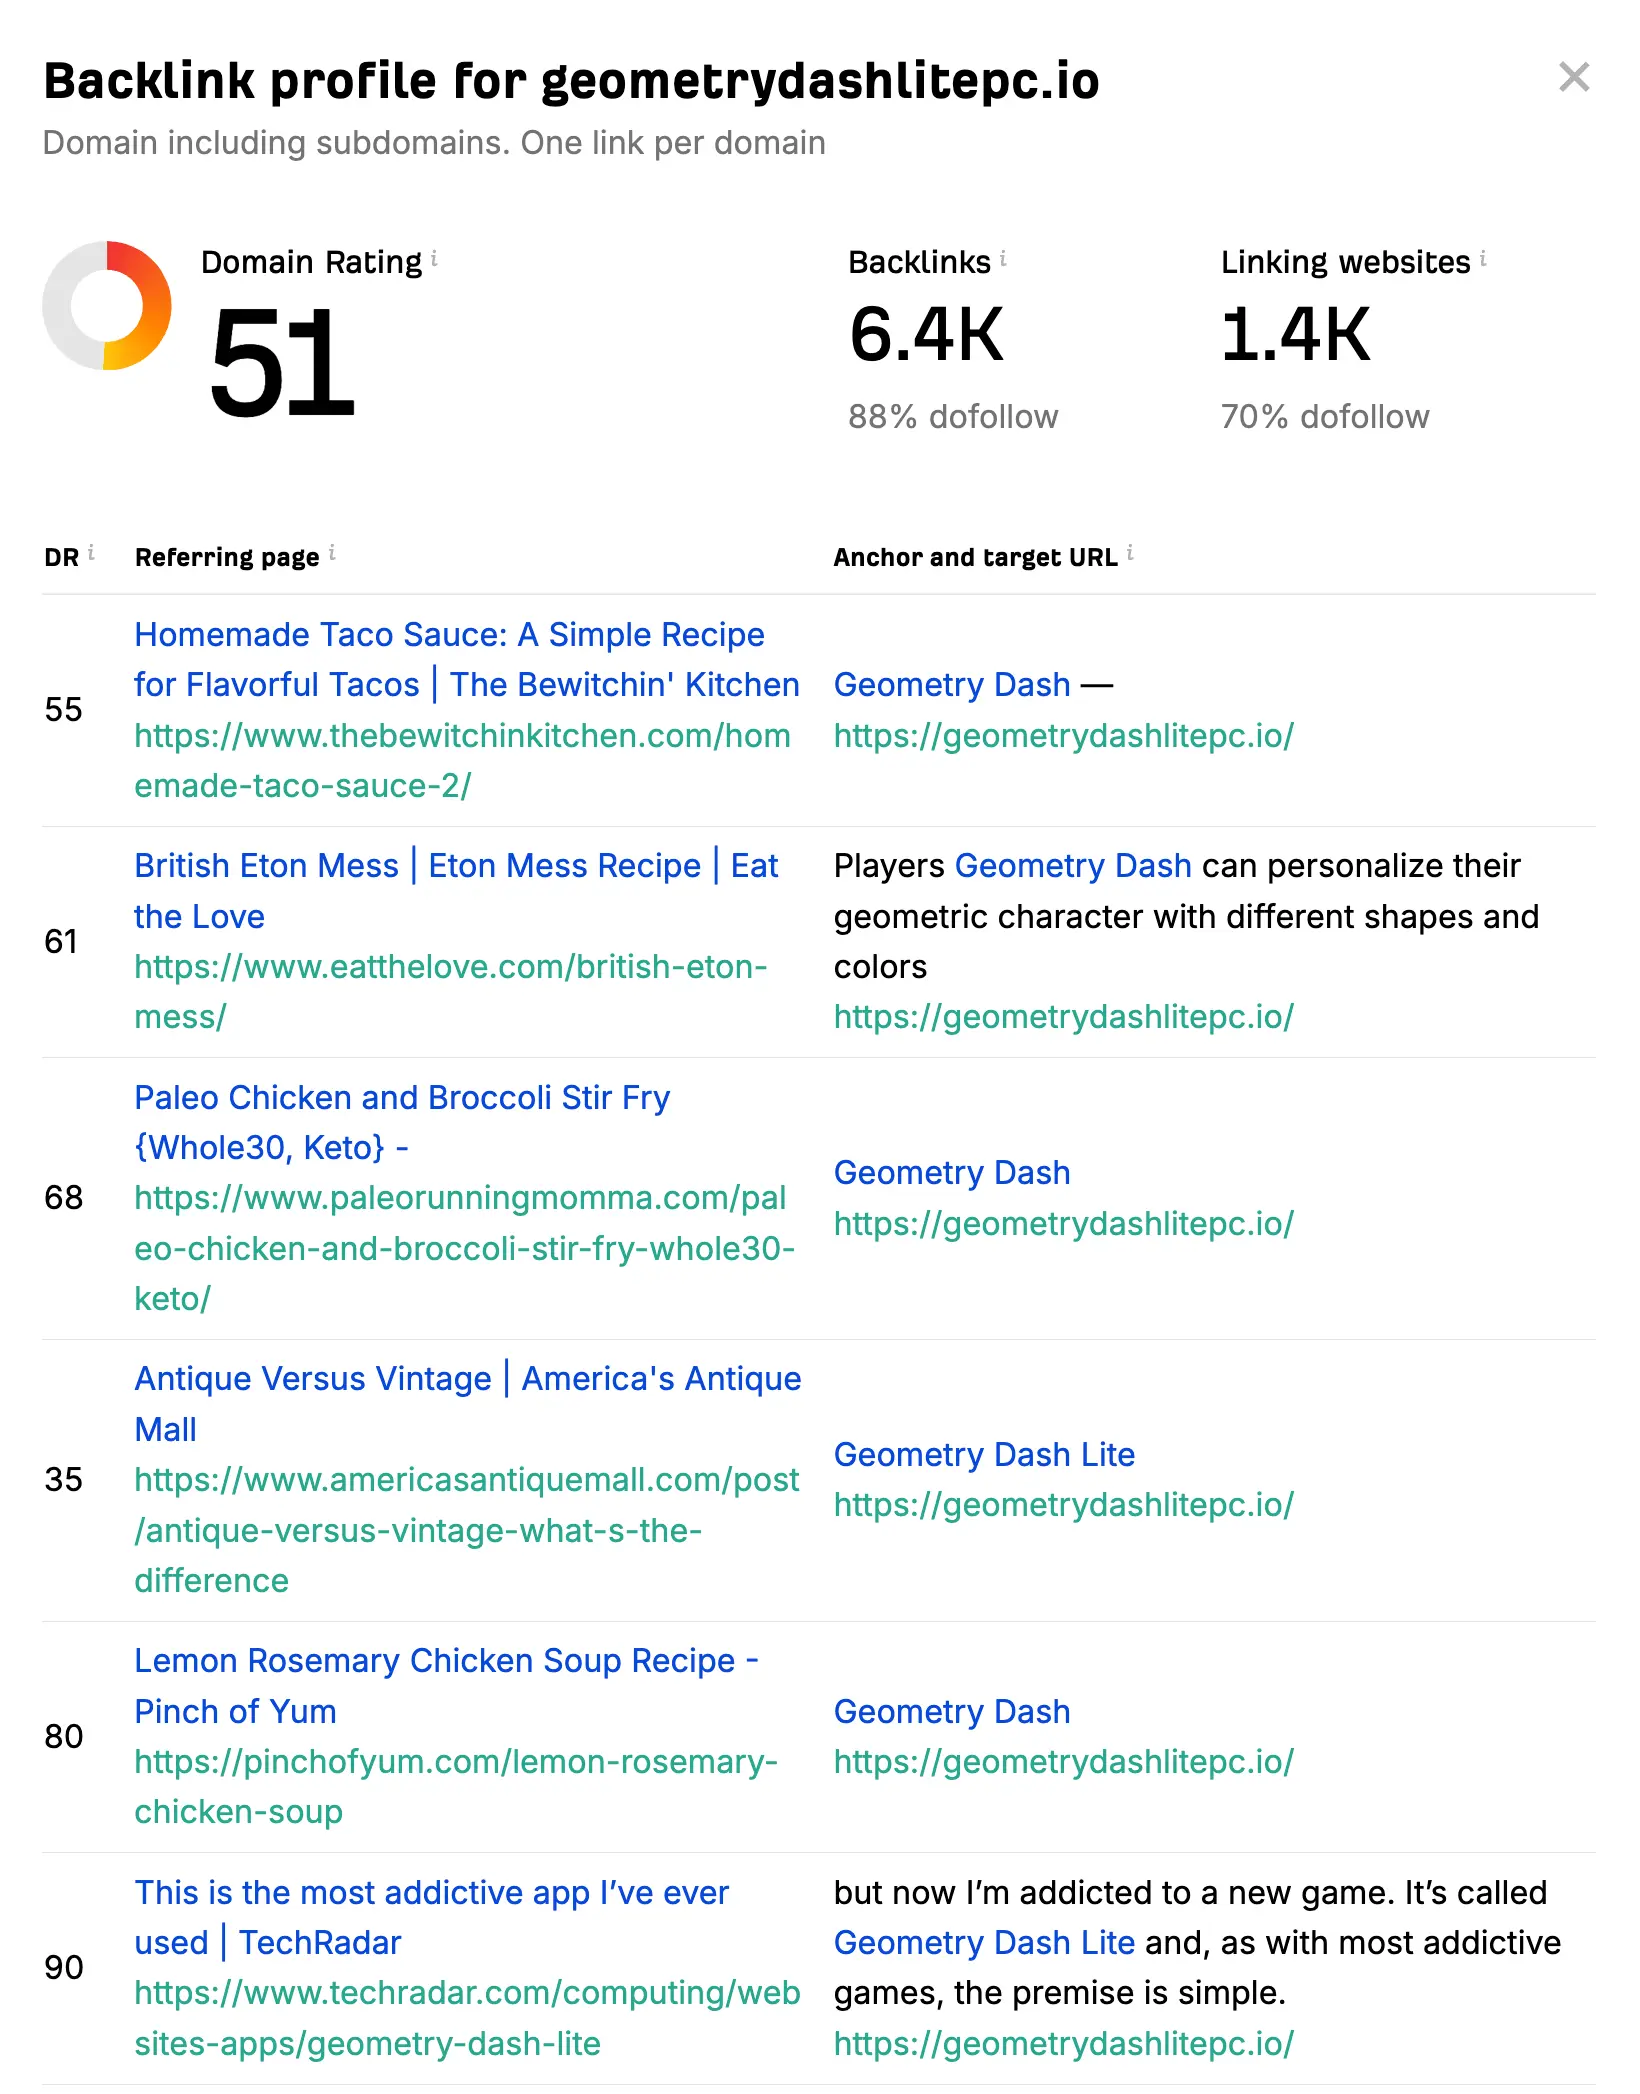 Backlink profile for geometrydashlitepc.io
Domain including subdomains. One link per domain
Domain Rating i
51
Backlinks i
6.4K
88% dofollow
Linking websites i
1.4K
70% dofollow
DR i
Referring page i
Anchor and target URL i
55
Homemade Taco Sauce: A Simple Recipe
for Flavorful Tacos | The Bewitchin' Kitchen
https://www.thebewitchinkitchen.com/hom
emade-taco-sauce-2/
Geometry Dash —
https://geometrydashlitepc.io/
61
British Eton Mess | Eton Mess Recipe | Eat
the Love
https://www.eatthelove.com/british-eton-
mess/
Players Geometry Dash can personalize their
geometric character with different shapes and
colors
https://geometrydashlitepc.io/
68
Paleo Chicken and Broccoli Stir Fry
{Whole30, Keto} -
https://www.paleorunningmomma.com/pal
eo-chicken-and-broccoli-stir-fry-whole30-
keto/
Geometry Dash
https://geometrydashlitepc.io/
35
Antique Versus Vintage | America's Antique
Mall
https://www.americasantiquemall.com/post
/antique-versus-vintage-what-s-the-
difference
Geometry Dash Lite
https://geometrydashlitepc.io/
80
Lemon Rosemary Chicken Soup Recipe -
Pinch of Yum
https://pinchofyum.com/lemon-rosemary-
chicken-soup
Geometry Dash
https://geometrydashlitepc.io/
90
This is the most addictive app I’ve ever
used | TechRadar
https://www.techradar.com/computing/web
sites-apps/geometry-dash-lite
but now I’m addicted to a new game. It’s called
Geometry Dash Lite and, as with most addictive
games, the premise is simple.
https://geometrydashlitepc.io/